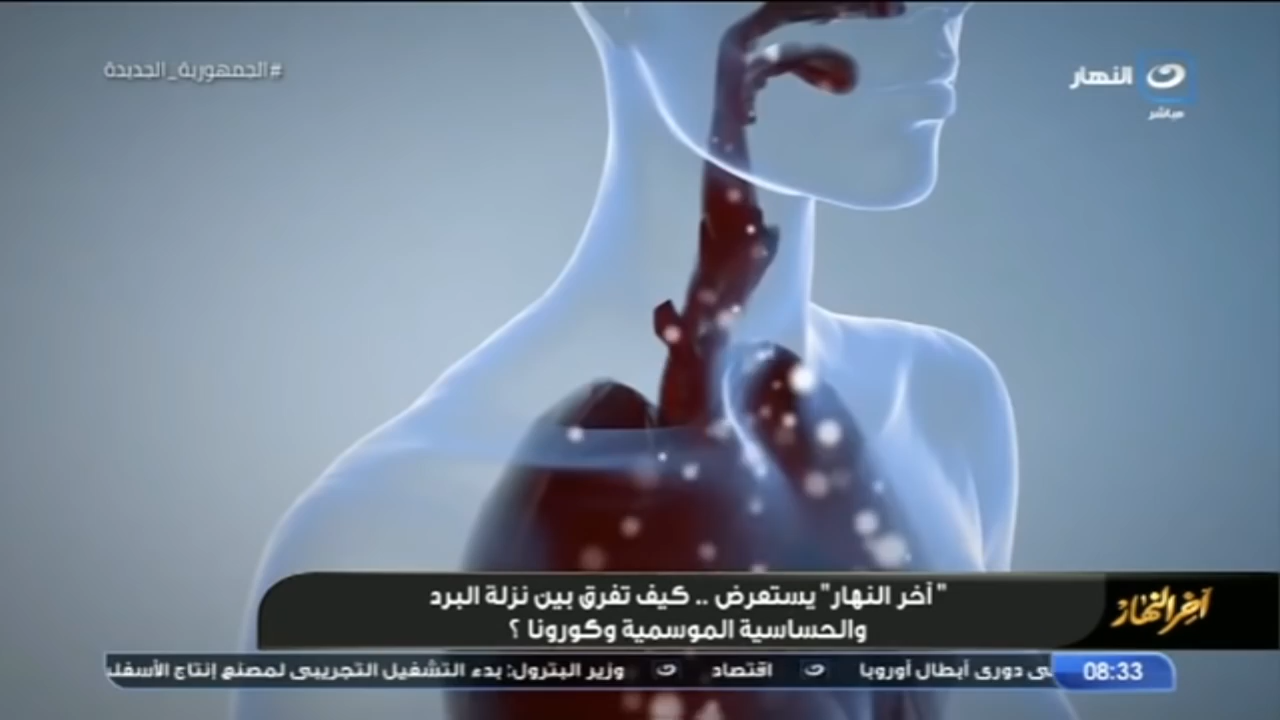 #الجمهورية_الجديدة
النهار
مباشر
"آخر النهار" يستعرض .. كيف تفرق بين نزلة البرد
والحساسية الموسمية وكورونا ؟
آخر النهار
08:33 دورى أبطال أوروبا اقتصاد وزير البترول: بدء التشغيل التجريبى لمصنع إنتاج